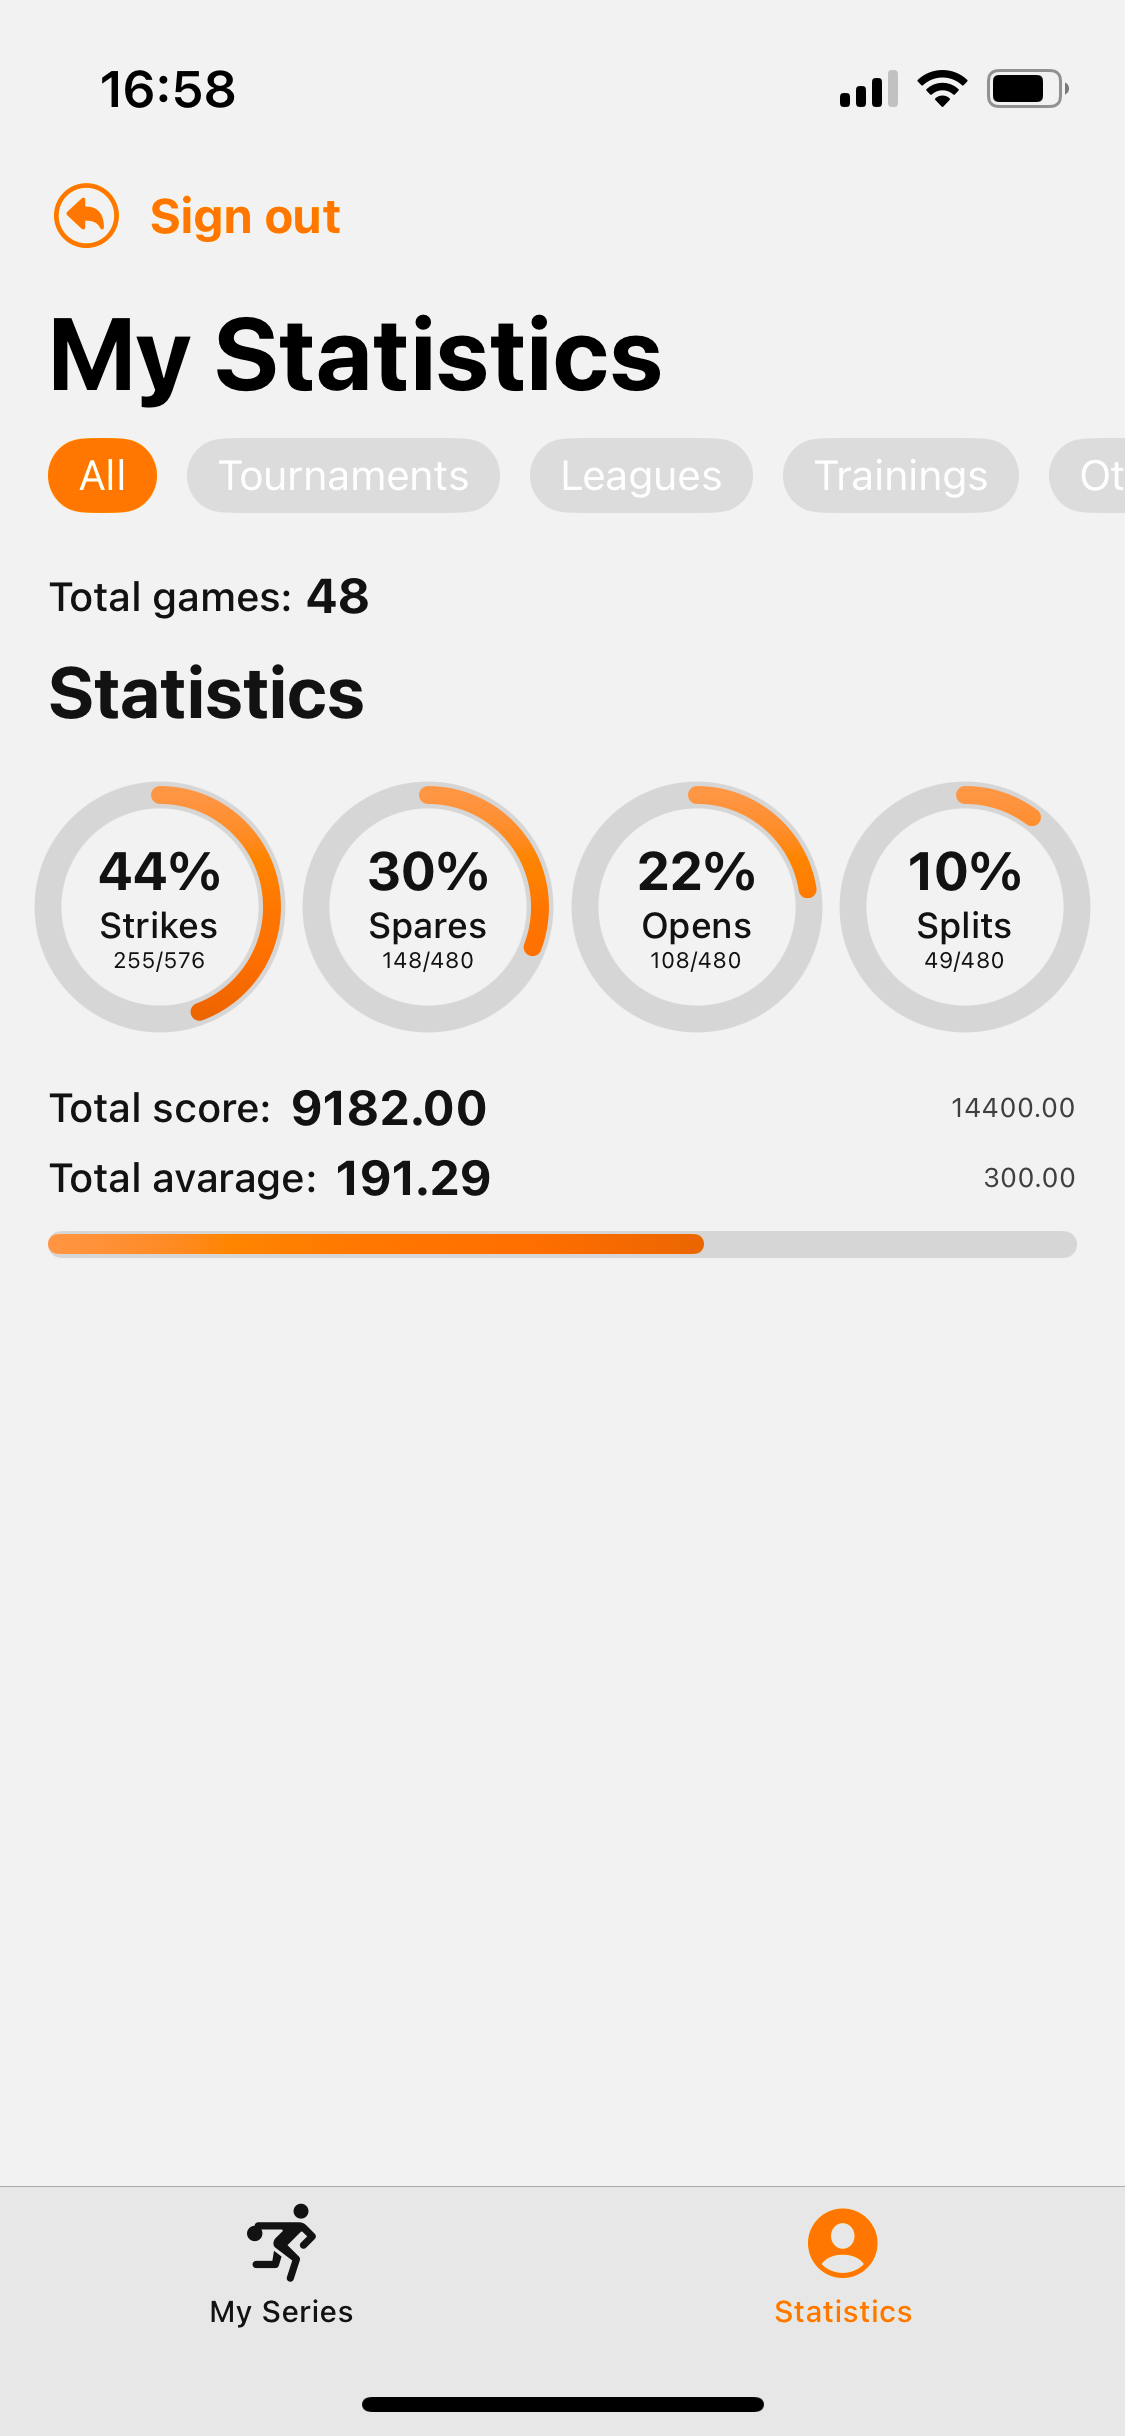 16:58
Sign out
My Statistics
All Tournaments Leagues Trainings Ot
Total games: 48
Statistics
44% 30% 22% 10%
Strikes Spares Opens Splits
255/576 148/480 108/480 49/480
Total score: 9182.00 14400.00
Total avarage: 191.29 300.00
My Series Statistics